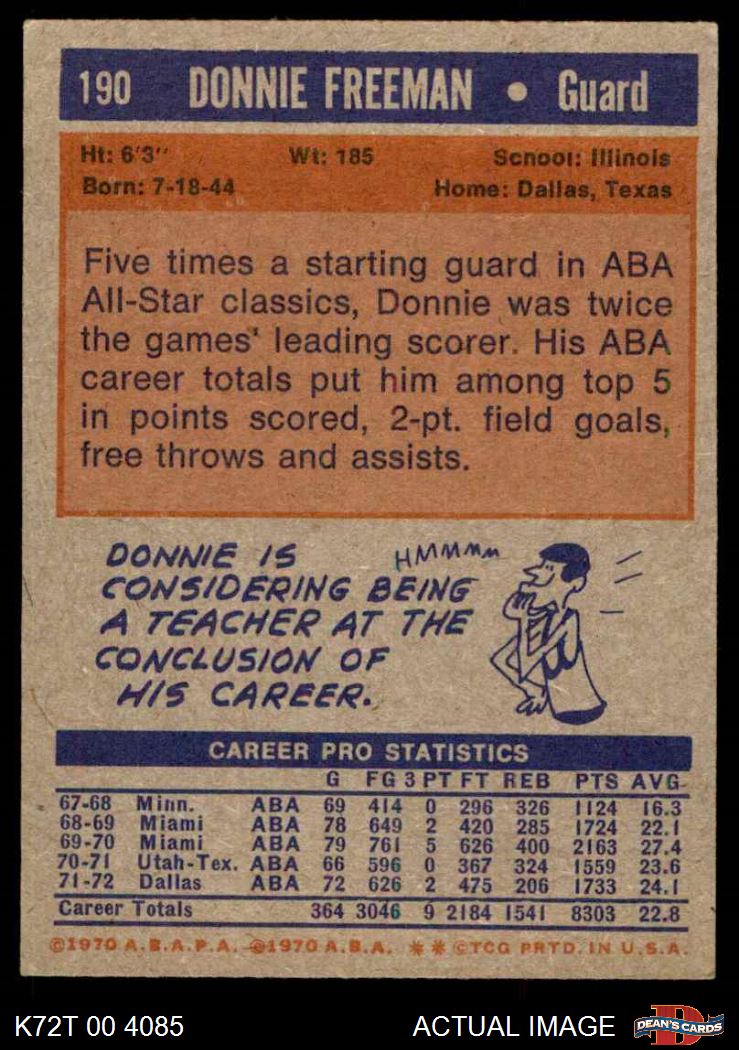 190 DONNIE FREEMAN • Guard
Ht: 6'3" Wt: 185 School: Illinois
Born: 7-18-44 Home: Dallas, Texas
Five times a starting guard in ABA
All-Star classics, Donnie was twice
the games' leading scorer. His ABA
career totals put him among top 5
in points scored, 2-pt. field goals,
free throws and assists.
HMMMMM
DONNIE IS
CONSIDERING BEING
A TEACHER AT THE
CONCLUSION OF
HIS CAREER.
CAREER PRO STATISTICS
G FG 3 PT FT REB PTS AVG.
67-68 Minn. ABA 69 414 0 296 326 1124 16.3
68-69 Miami ABA 78 649 2 420 285 1724 22.1
69-70 Miami ABA 79 761 5 626 400 2163 27.4
70-71 Utah-Tex. ABA 66 596 0 367 324 1559 23.6
71-72 Dallas ABA 72 626 2 475 206 1733 24.1
Career Totals 364 3046 9 2184 1541 8303 22.8
©1970 A.B.A.P.A. ©1970 A.B.A. ** ©TCG PRTD. IN U.S.A.
K72T 00 4085 ACTUAL IMAGE D DEAN'S CARDS